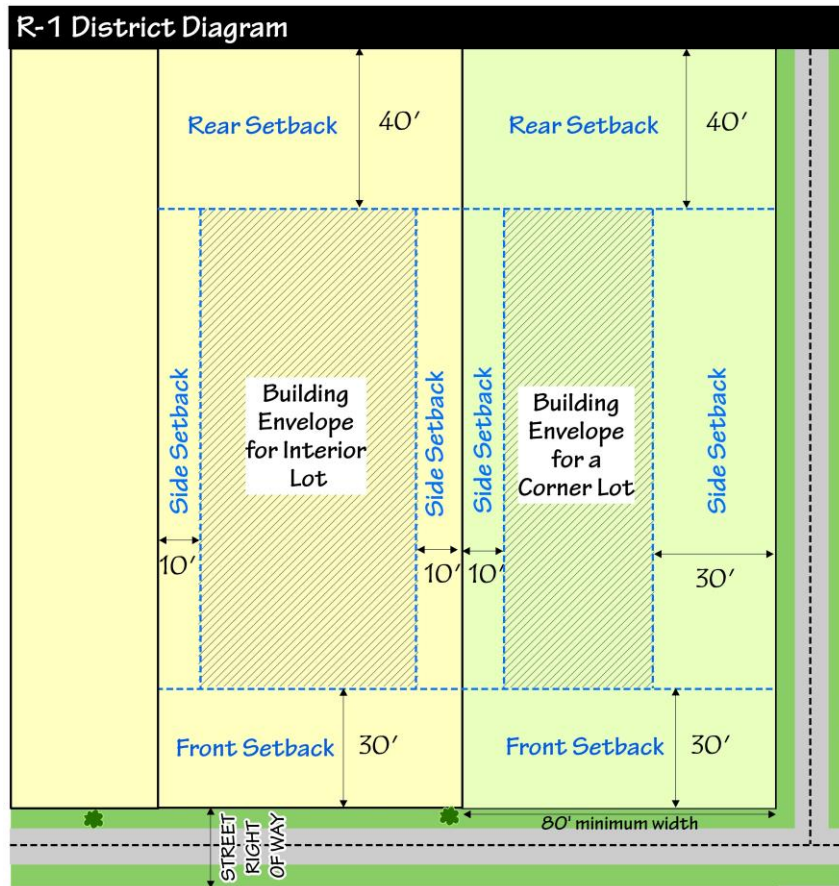 R-1 District Diagram
Rear Setback
40'
Rear Setback
40'
Side Setback
Building
Envelope
for Interior
Lot
Side Setback
Side Setback
Building
Envelope
for a
Corner Lot
Side Setback
10'
10'
10'
30'
Front Setback
30'
Front Setback
30'
80' minimum width
STREET
RIGHT
OF WAY